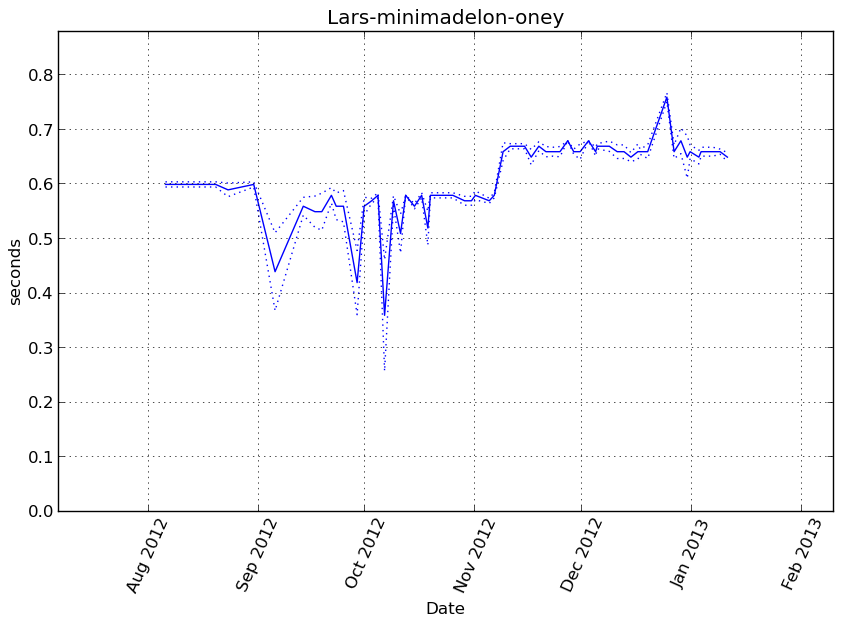 Lars-minimadelon-oney
seconds
0.8
0.7
0.6
0.5
0.4
0.3
0.2
0.1
0.0
Aug 2012
Sep 2012
Oct 2012
Nov 2012
Dec 2012
Jan 2013
Feb 2013
Date